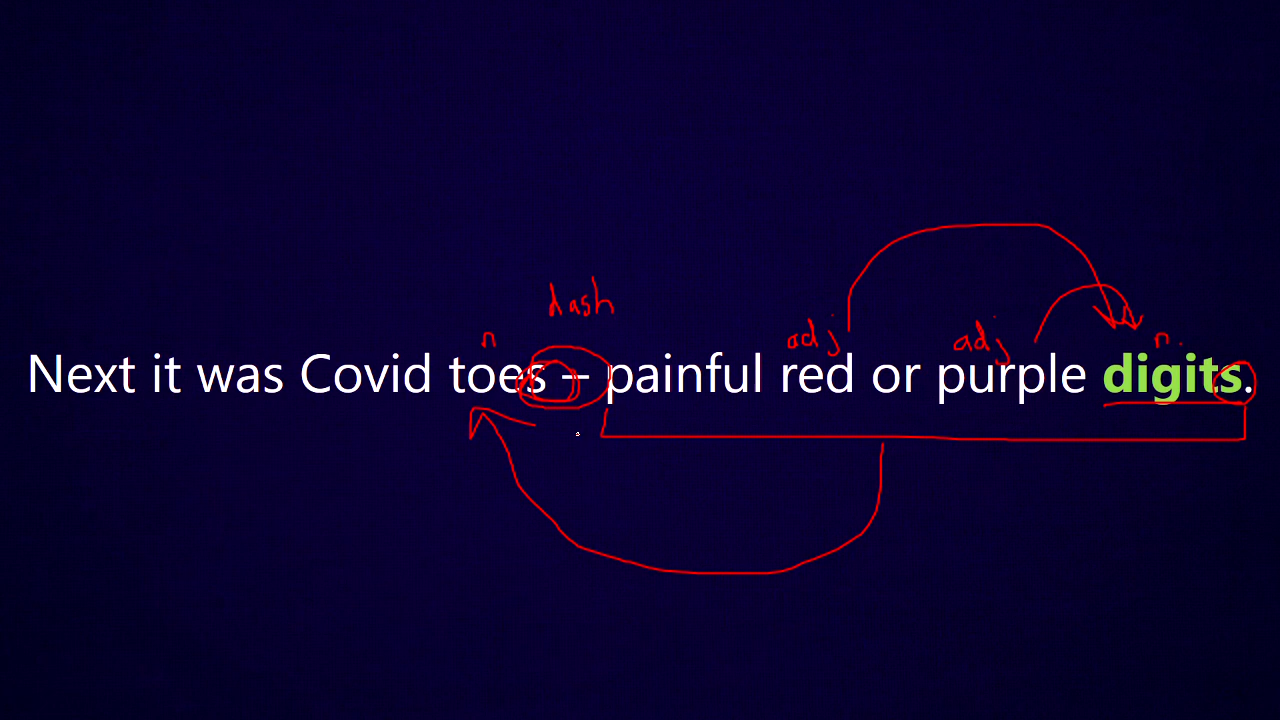 dash
n adj adj n.
Next it was Covid toes – painful red or purple digits.